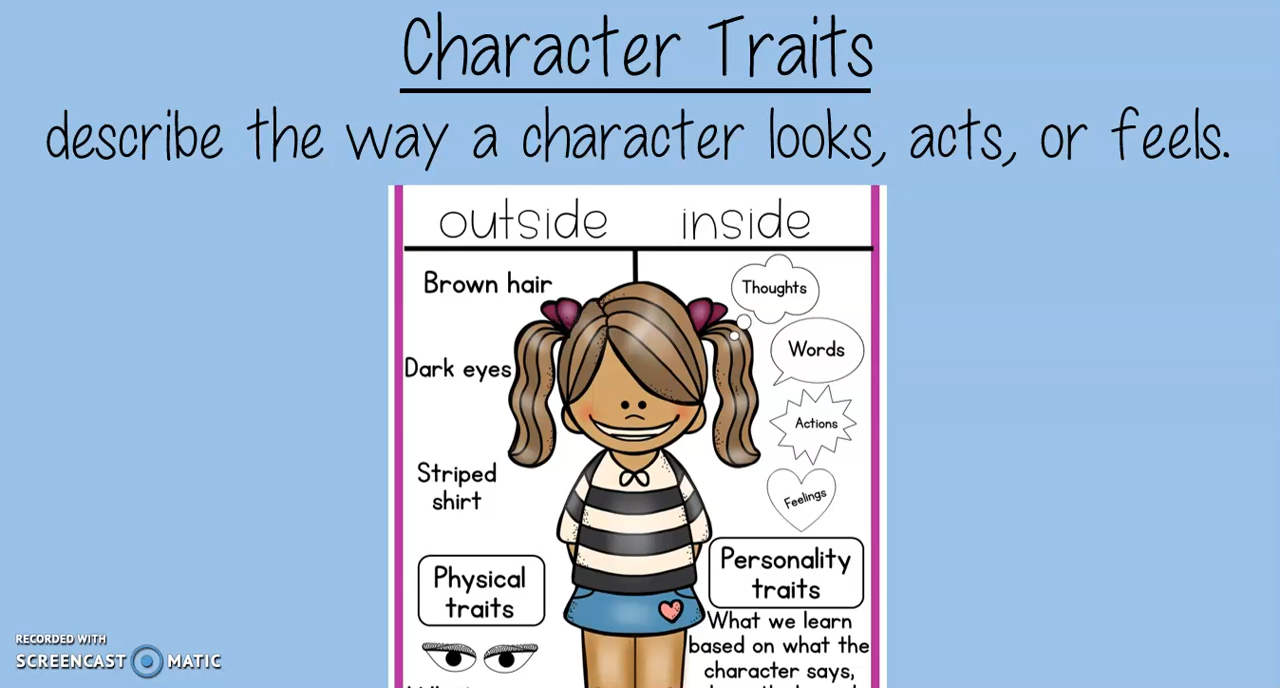 Character Traits
describe the way a character looks, acts, or feels.
outside inside
Brown hair
Thoughts
Words
Dark eyes
Actions
Striped
shirt
Feelings
Physical
traits
Personality
traits
What we learn
based on what the
character says,
RECORDED WITH
SCREENCAST MATIC